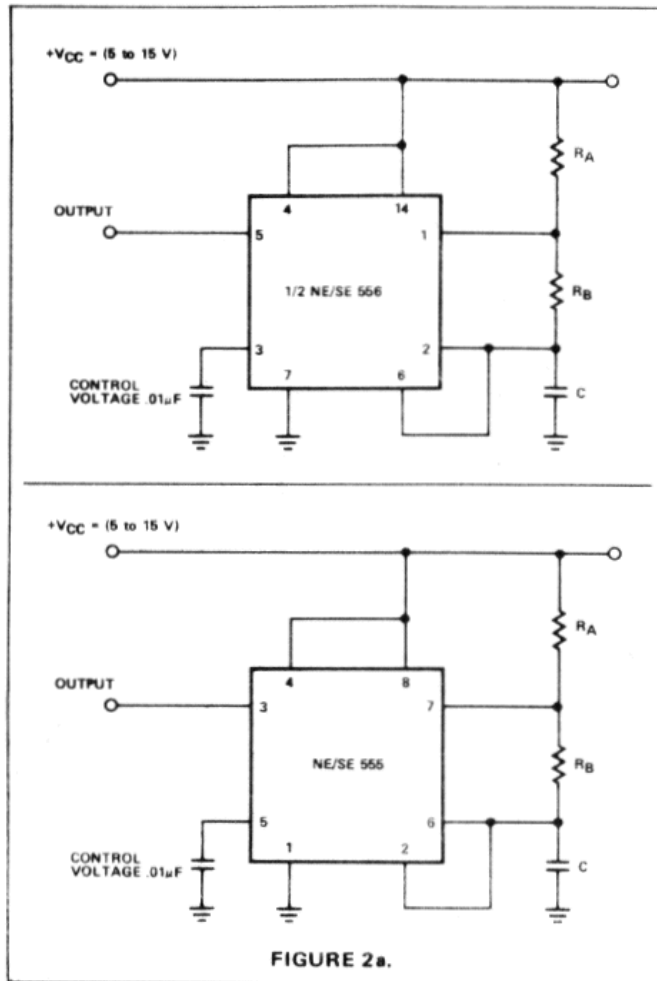 +VCC = (5 to 15 V)
RA
4 14
OUTPUT
5 1
1/2 NE/SE 556
RB
3 2
7 6
CONTROL
VOLTAGE .01μF
C
+VCC = (5 to 15 V)
RA
4 8
OUTPUT
3 7
NE/SE 555
RB
5 6
1 2
CONTROL
VOLTAGE .01μF
C
FIGURE 2a.